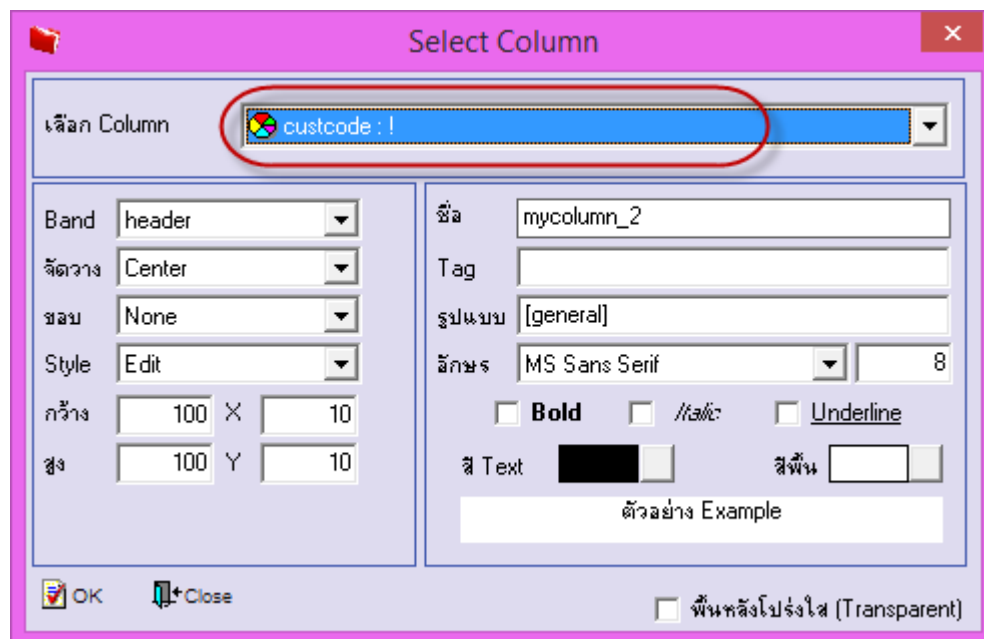 Select Column
เลือก Column
custcode : !
Band header
จัดวาง Center
ขอบ None
Style Edit
กว้าง 100 X 10
สูง 100 Y 10
ชื่อ mycolumn_2
Tag
รูปแบบ [general]
อักษร MS Sans Serif 8
Bold Italic Underline
สี Text สีพื้น
ตัวอย่าง Example
OK Close
พื้นหลังโปร่งใส (Transparent)